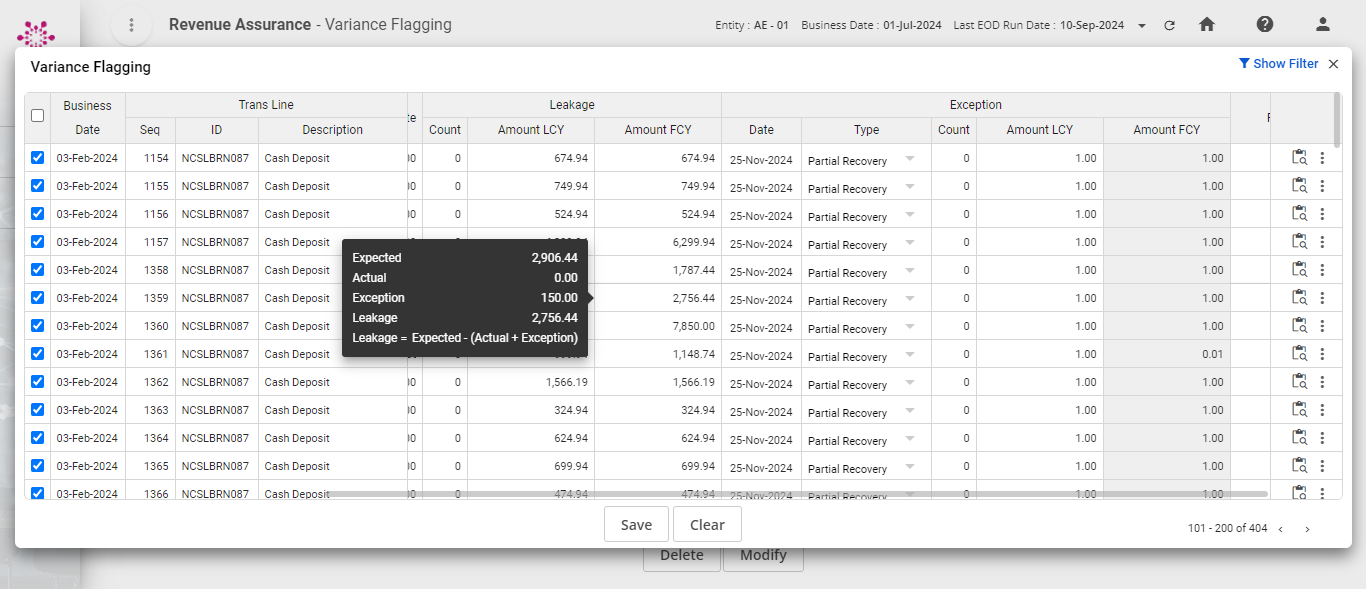 Revenue Assurance - Variance Flagging
Entity : AE - 01 Business Date : 01-Jul-2024 Last EOD Run Date : 10-Sep-2024
Variance Flagging
Show Filter
Business Trans Line Leakage Exception
Date Seq ID Description Count Amount LCY Amount FCY Date Type Count Amount LCY Amount FCY
03-Feb-2024 1154 NCSLBRN087 Cash Deposit 0 674.94 674.94 25-Nov-2024 Partial Recovery 0 1.00 1.00
03-Feb-2024 1155 NCSLBRN087 Cash Deposit 0 749.94 749.94 25-Nov-2024 Partial Recovery 0 1.00 1.00
03-Feb-2024 1156 NCSLBRN087 Cash Deposit 0 524.94 524.94 25-Nov-2024 Partial Recovery 0 1.00 1.00
03-Feb-2024 1157 NCSLBRN087 Cash Deposit 6,299.94 25-Nov-2024 Partial Recovery 0 1.00 1.00
03-Feb-2024 1358 NCSLBRN087 Cash Deposit 1,787.44 25-Nov-2024 Partial Recovery 0 1.00 1.00
03-Feb-2024 1359 NCSLBRN087 Cash Deposit 2,756.44 25-Nov-2024 Partial Recovery 0 1.00 1.00
03-Feb-2024 1360 NCSLBRN087 Cash Deposit 7,850.00 25-Nov-2024 Partial Recovery 0 1.00 1.00
03-Feb-2024 1361 NCSLBRN087 Cash Deposit 1,148.74 25-Nov-2024 Partial Recovery 0 1.00 0.01
03-Feb-2024 1362 NCSLBRN087 Cash Deposit 0 1,566.19 1,566.19 25-Nov-2024 Partial Recovery 0 1.00 1.00
03-Feb-2024 1363 NCSLBRN087 Cash Deposit 0 324.94 324.94 25-Nov-2024 Partial Recovery 0 1.00 1.00
03-Feb-2024 1364 NCSLBRN087 Cash Deposit 0 624.94 624.94 25-Nov-2024 Partial Recovery 0 1.00 1.00
03-Feb-2024 1365 NCSLBRN087 Cash Deposit 0 699.94 699.94 25-Nov-2024 Partial Recovery 0 1.00 1.00
03-Feb-2024 1366 NCSLBRN087 Cash Deposit 0 474.94 474.94 25-Nov-2024 Partial Recovery 0 1.00 1.00
Expected 2,906.44
Actual 0.00
Exception 150.00
Leakage 2,756.44
Leakage = Expected - (Actual + Exception)
Save Clear
101 - 200 of 404
Delete Modify